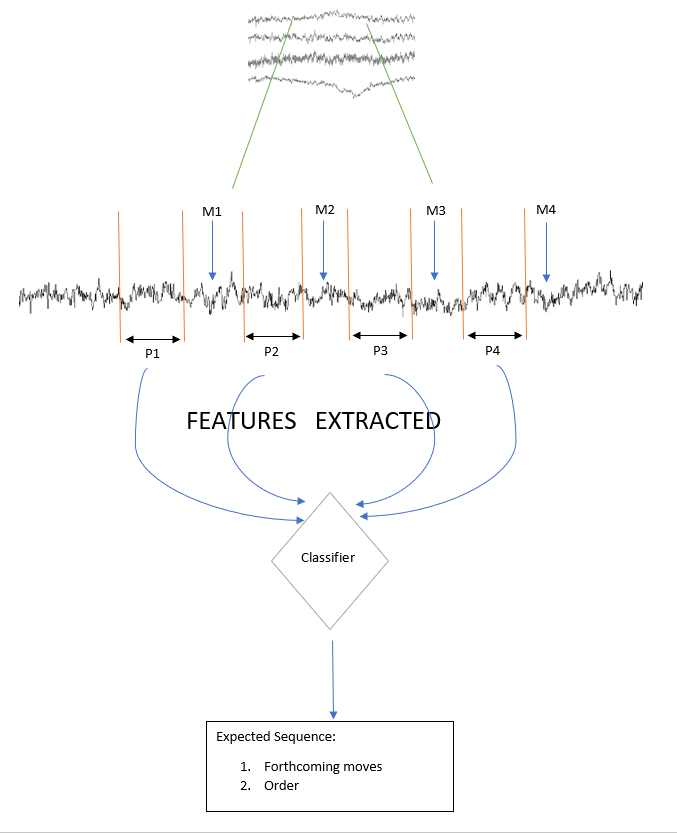 M1 M2 M3 M4
P1 P2 P3 P4
FEATURES EXTRACTED
Classifier
Expected Sequence:
1. Forthcoming moves
2. Order